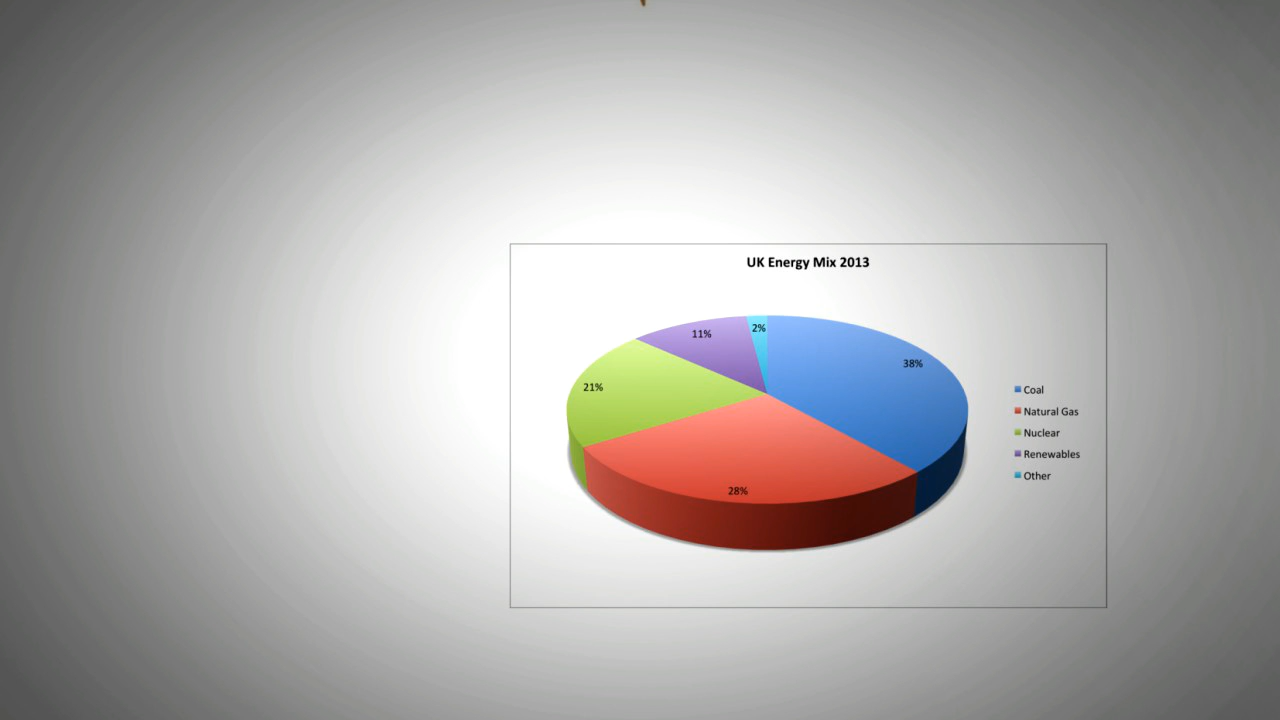 UK Energy Mix 2013
11%
2%
38%
21%
28%
Coal
Natural Gas
Nuclear
Renewables
Other